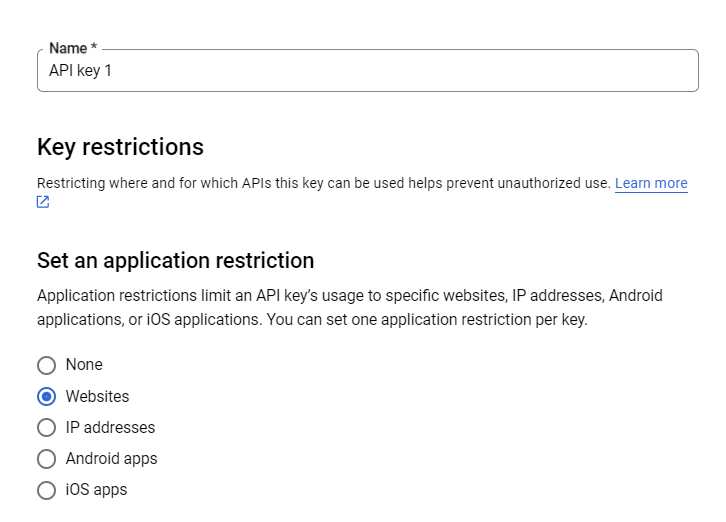 Name *
API key 1
Key restrictions
Restricting where and for which APIs this key can be used helps prevent unauthorized use. Learn more
Set an application restriction
Application restrictions limit an API key’s usage to specific websites, IP addresses, Android
applications, or iOS applications. You can set one application restriction per key.
None
Websites
IP addresses
Android apps
iOS apps